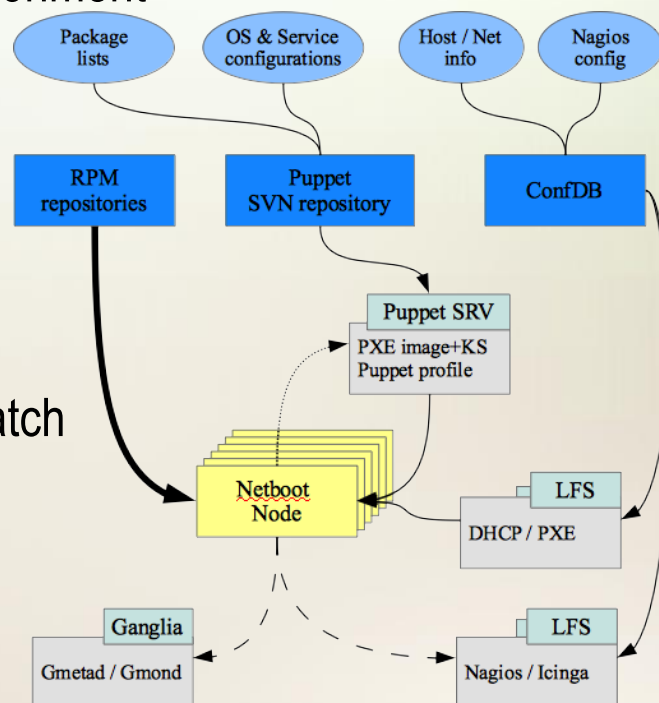 Package
lists
OS & Service
configurations
Host / Net
info
Nagios
config
RPM
repositories
Puppet
SVN repository
ConfDB
Puppet SRV
PXE image+KS
Puppet profile
Netboot
Node
LFS
DHCP / PXE
Ganglia
Gmetad / Gmond
LFS
Nagios / Icinga